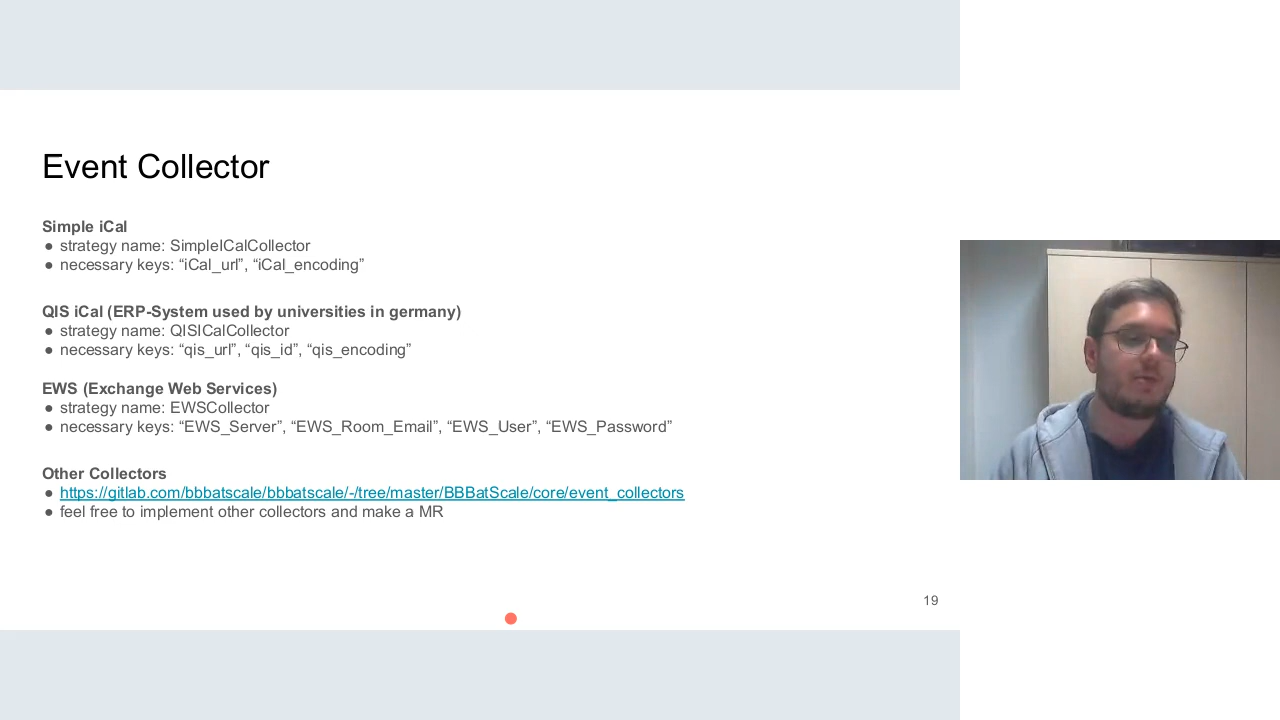 Event Collector
Simple iCal
● strategy name: SimpleICalCollector
● necessary keys: “iCal_url”, “iCal_encoding”
QIS iCal (ERP-System used by universities in germany)
● strategy name: QISICalCollector
● necessary keys: “qis_url”, “qis_id”, “qis_encoding”
EWS (Exchange Web Services)
● strategy name: EWSCollector
● necessary keys: “EWS_Server”, “EWS_Room_Email”, “EWS_User”, “EWS_Password”
Other Collectors
● https://gitlab.com/bbbatscale/bbbatscale/-/tree/master/BBBatScale/core/event_collectors
● feel free to implement other collectors and make a MR
19